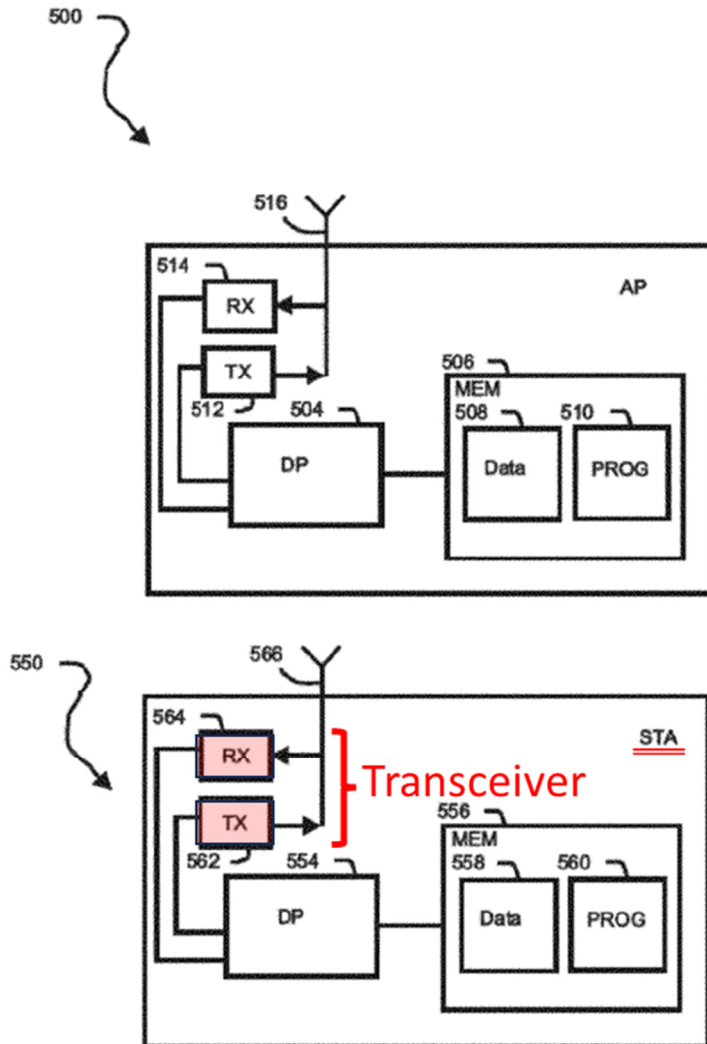 500
516
514
RX
AP
TX
512
504
DP
506
MEM
508
510
Data
PROG
550
566
564
RX
STA
Transceiver
TX
562
554
DP
556
MEM
558
560
Data
PROG